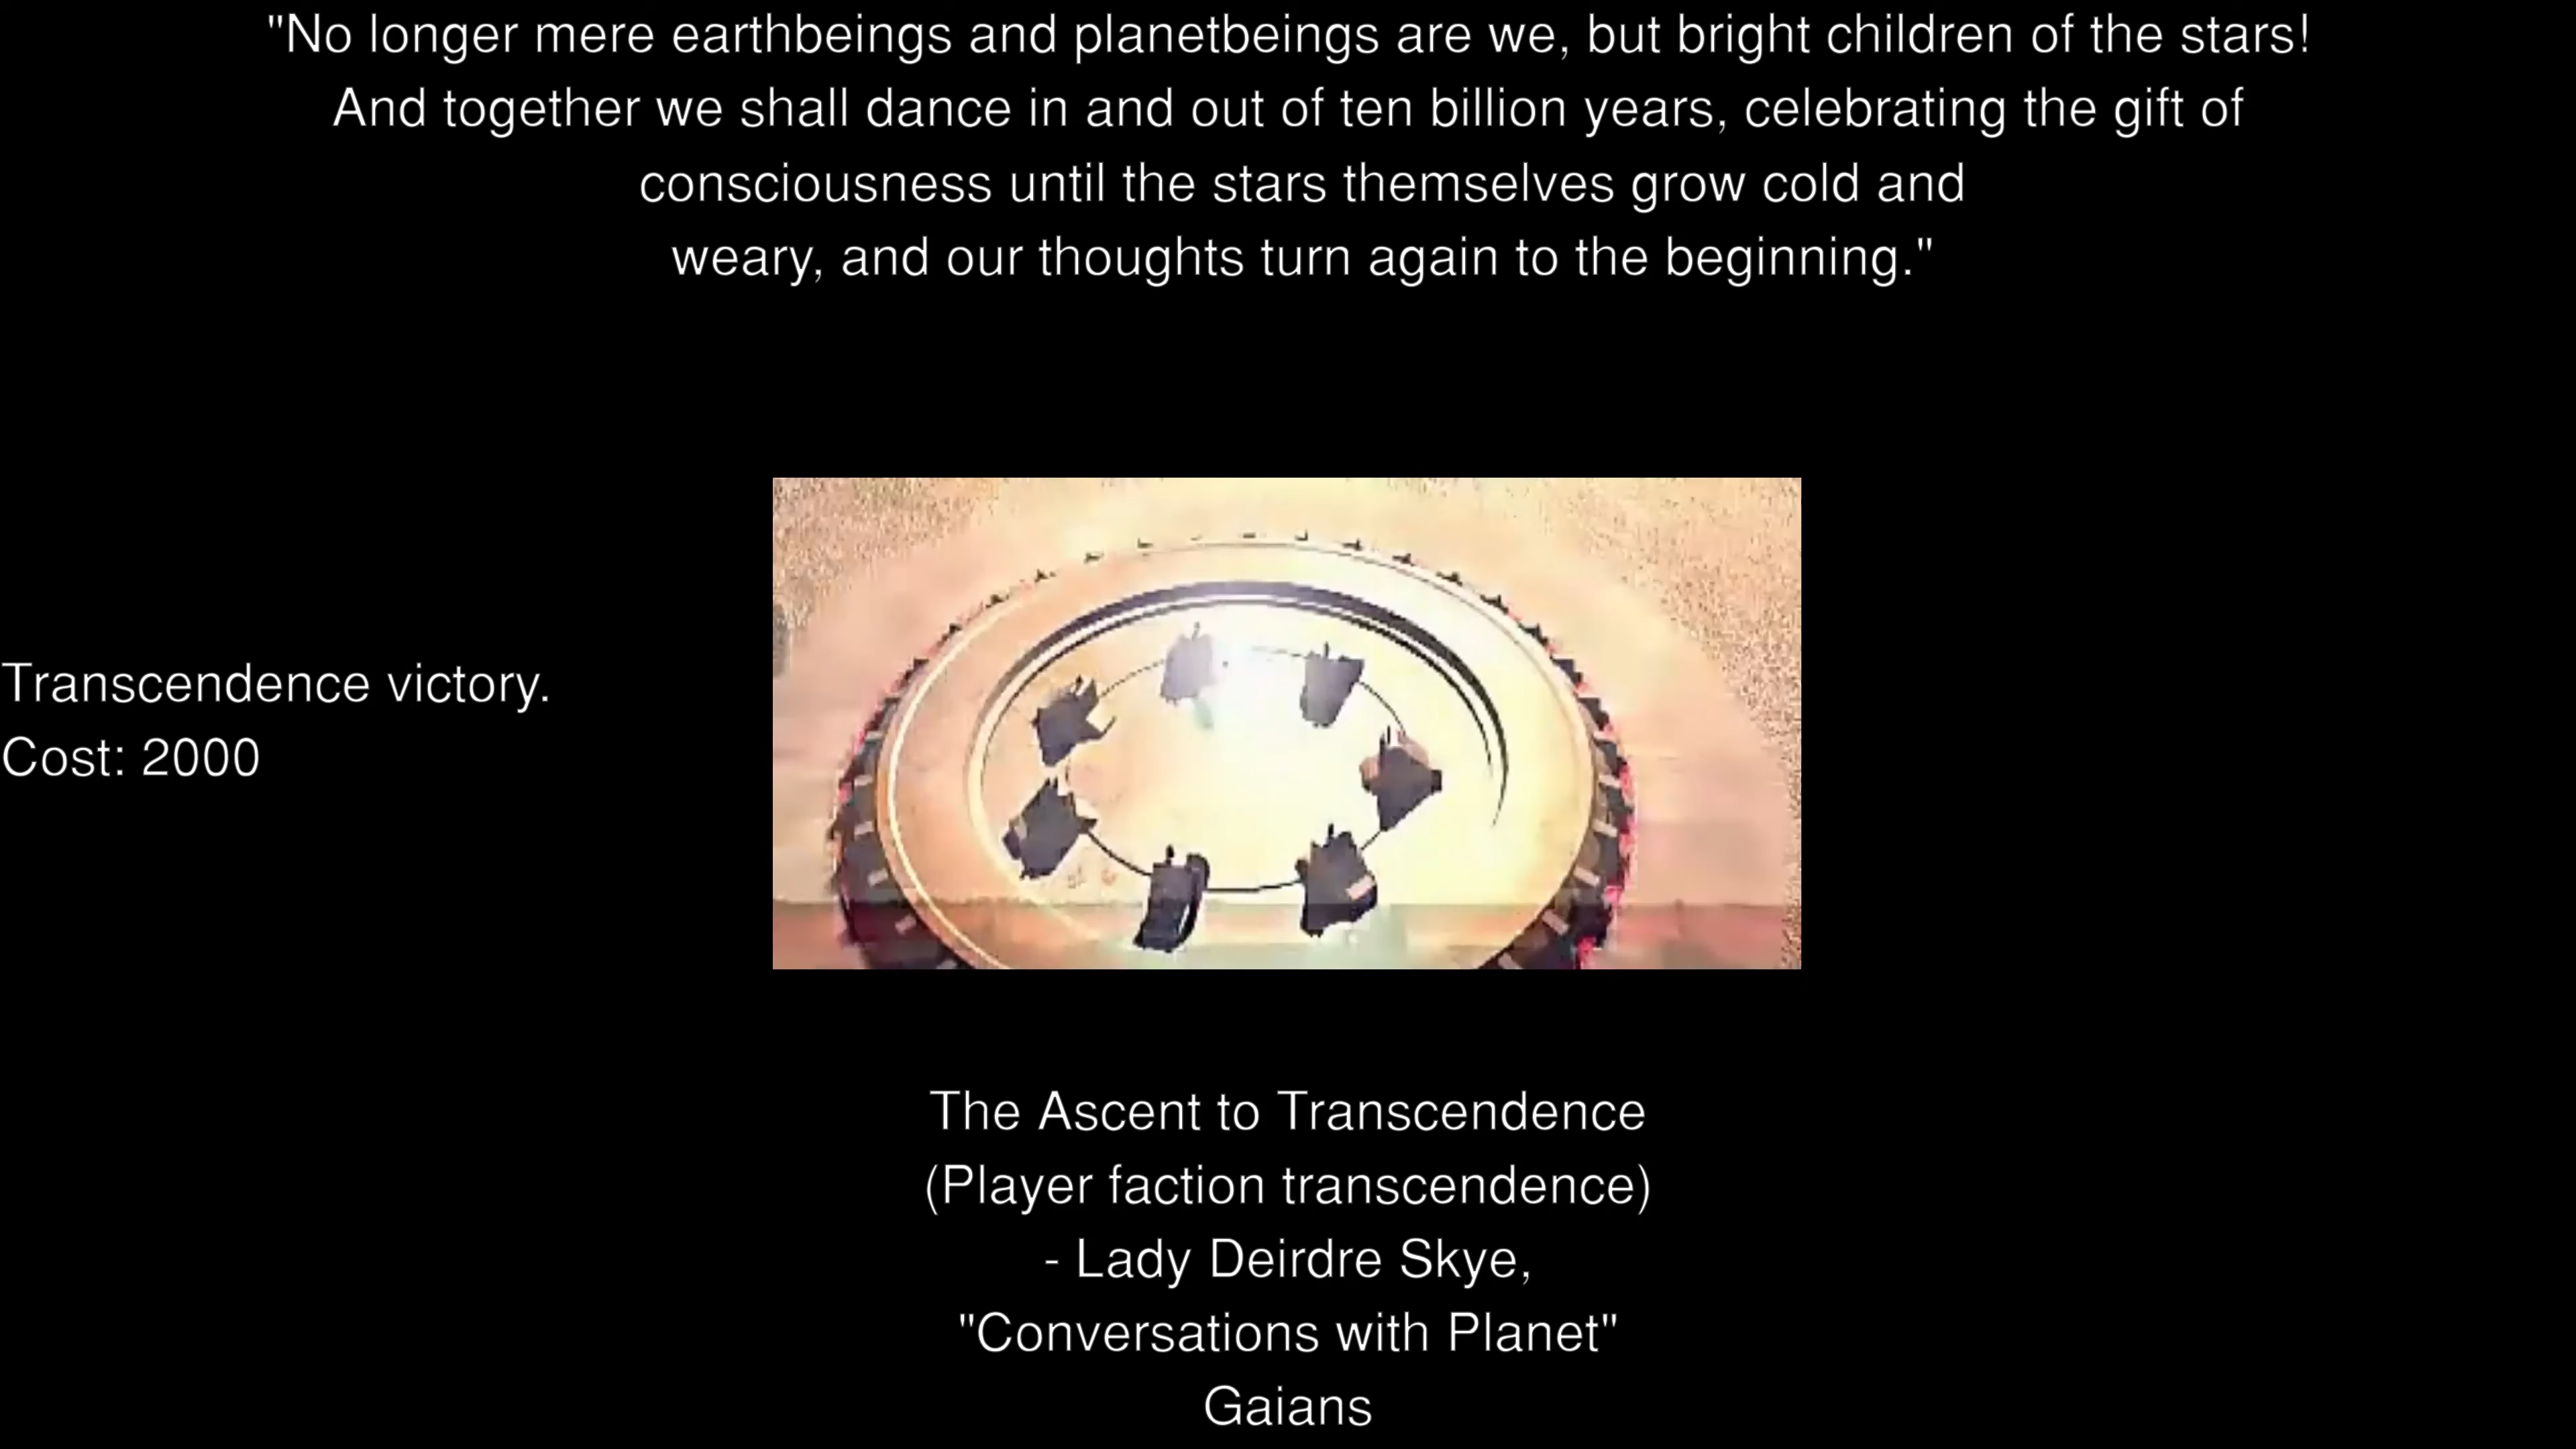 "No longer mere earthbeings and planetbeings are we, but bright children of the stars!
And together we shall dance in and out of ten billion years, celebrating the gift of
consciousness until the stars themselves grow cold and
weary, and our thoughts turn again to the beginning."
Transcendence victory.
Cost: 2000
The Ascent to Transcendence
(Player faction transcendence)
- Lady Deirdre Skye,
"Conversations with Planet"
Gaians